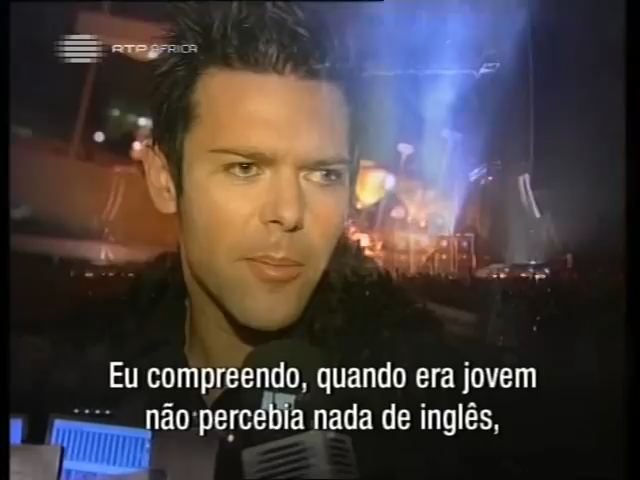 RTP ÁFRICA
Eu compreendo, quando era jovem
não percebia nada de inglês,